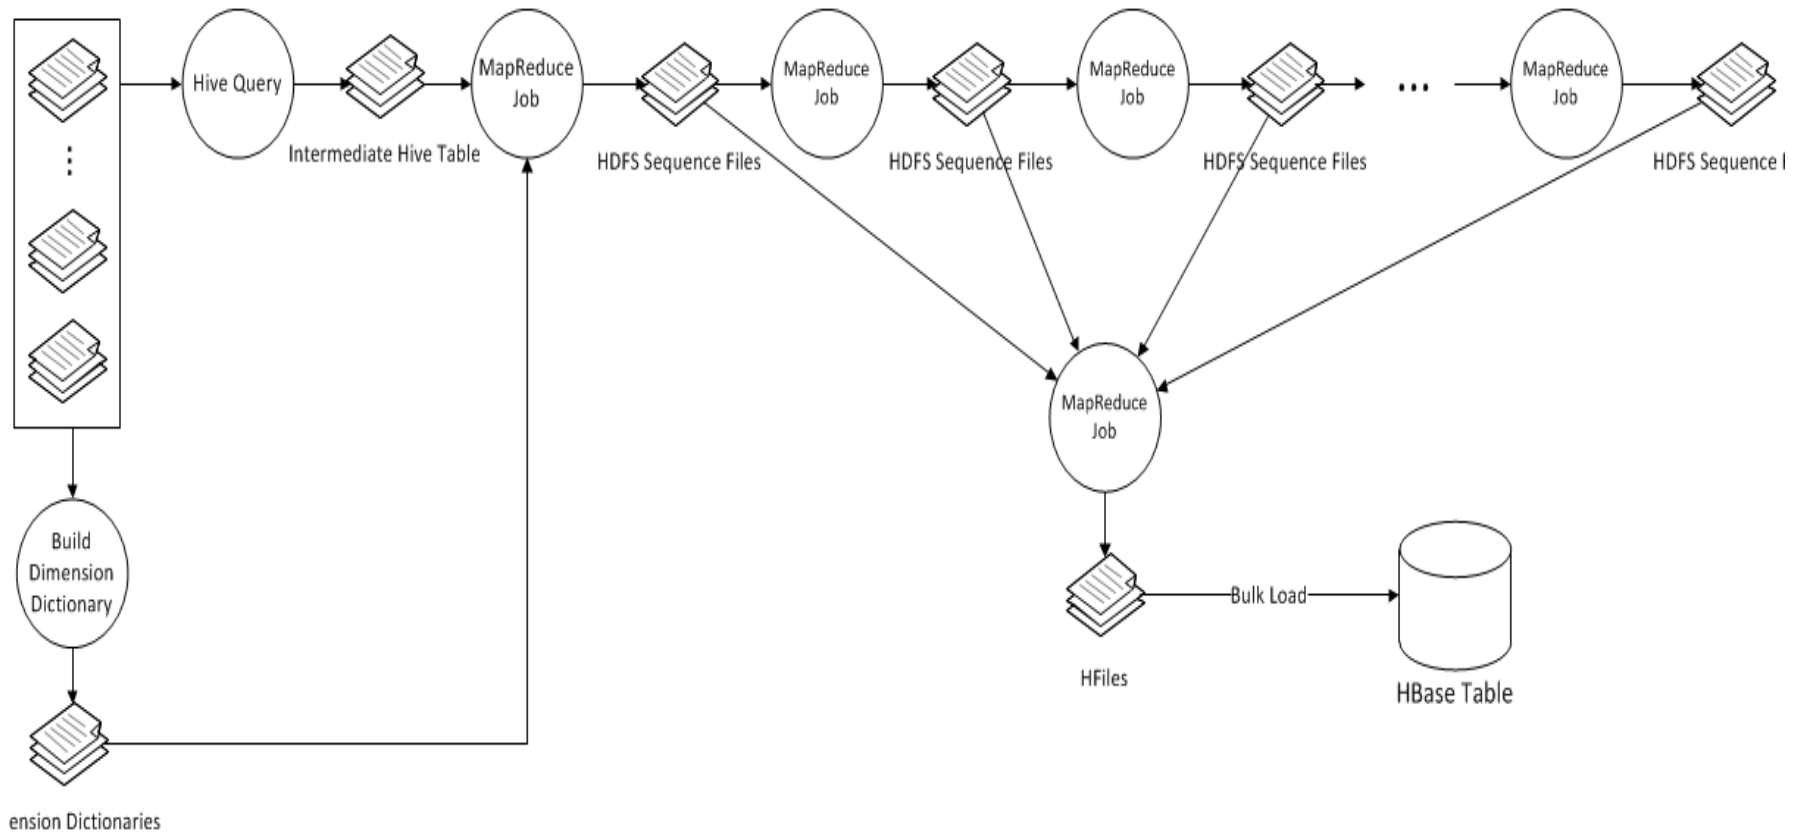 Hive Query
Intermediate Hive Table
MapReduce
Job
HDFS Sequence Files
MapReduce
Job
HDFS Sequence Files
MapReduce
Job
HDFS Sequence Files
...
MapReduce
Job
HDFS Sequence
MapReduce
Job
Build
Dimension
Dictionary
HFiles
Bulk Load
HBase Table
ension Dictionaries